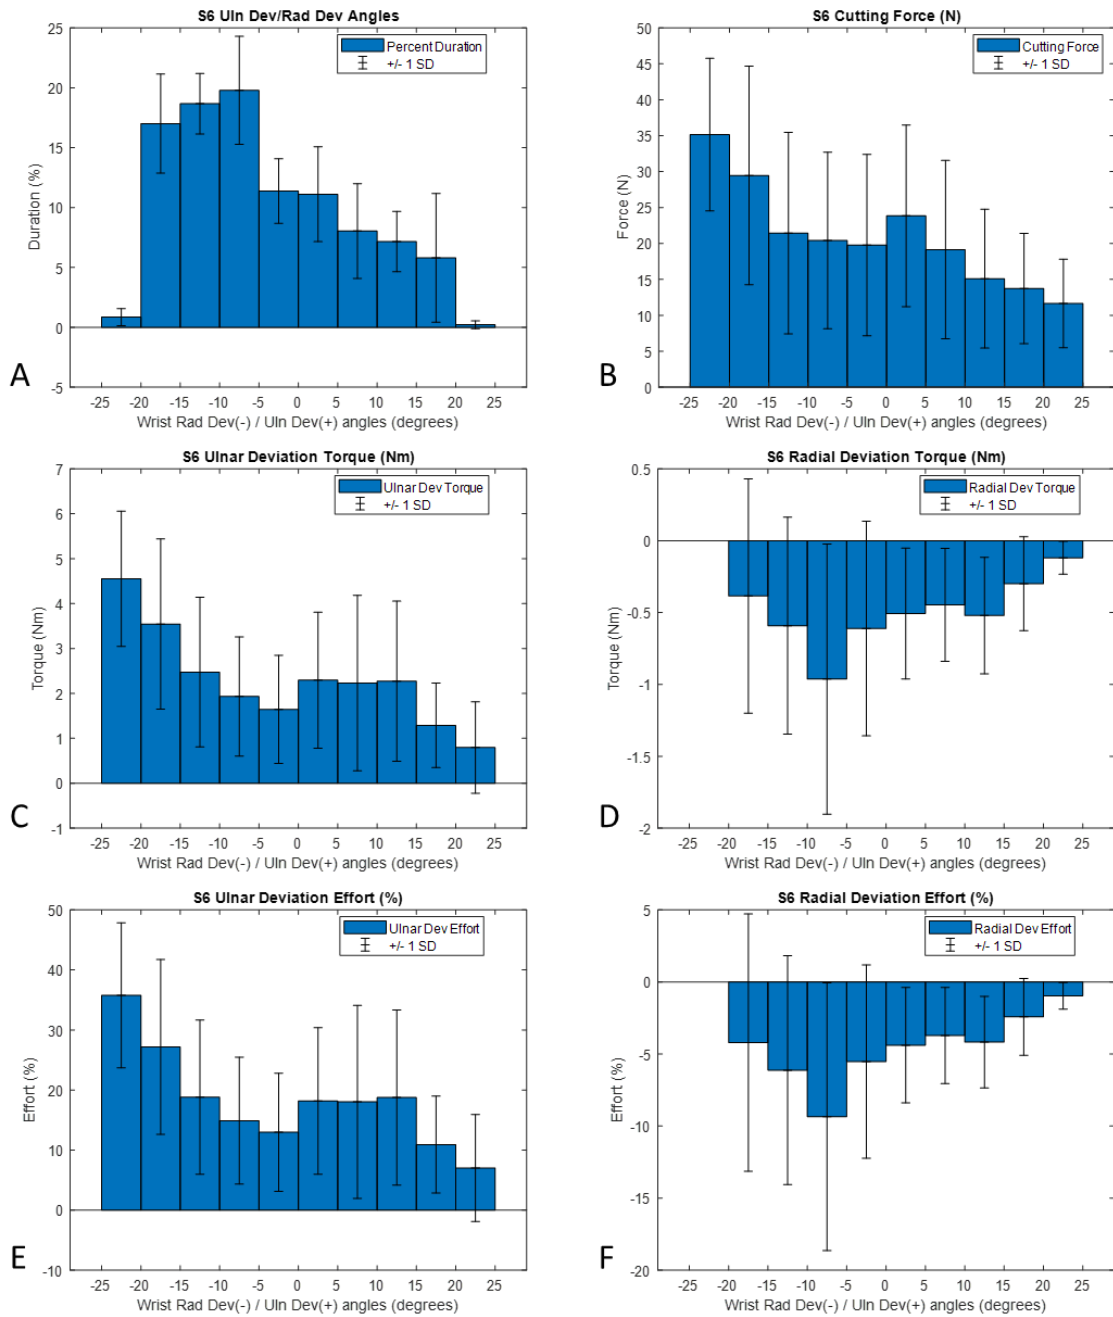 S6 Uln Dev/Rad Dev Angles
Percent Duration
+/- 1 SD
25
20
15
10
5
0
-5
Duration (%)
-25 -20 -15 -10 -5 0 5 10 15 20 25
Wrist Rad Dev(-) / Uln Dev(+) angles (degrees)
A
S6 Cutting Force (N)
Cutting Force
+/- 1 SD
50
45
40
35
30
25
20
15
10
5
0
Force (N)
-25 -20 -15 -10 -5 0 5 10 15 20 25
Wrist Rad Dev(-) / Uln Dev(+) angles (degrees)
B
S6 Ulnar Deviation Torque (Nm)
Ulnar Dev Torque
+/- 1 SD
7
6
5
4
3
2
1
0
-1
Torque (Nm)
-25 -20 -15 -10 -5 0 5 10 15 20 25
Wrist Rad Dev(-) / Uln Dev(+) angles (degrees)
C
S6 Radial Deviation Torque (Nm)
Radial Dev Torque
+/- 1 SD
0.5
0
-0.5
-1
-1.5
-2
Torque (Nm)
-25 -20 -15 -10 -5 0 5 10 15 20 25
Wrist Rad Dev(-) / Uln Dev(+) angles (degrees)
D
S6 Ulnar Deviation Effort (%)
Ulnar Dev Effort
+/- 1 SD
50
40
30
20
10
0
-10
Effort (%)
-25 -20 -15 -10 -5 0 5 10 15 20 25
Wrist Rad Dev(-) / Uln Dev(+) angles (degrees)
E
S6 Radial Deviation Effort (%)
Radial Dev Effort
+/- 1 SD
5
0
-5
-10
-15
-20
Effort (%)
-25 -20 -15 -10 -5 0 5 10 15 20 25
Wrist Rad Dev(-) / Uln Dev(+) angles (degrees)
F